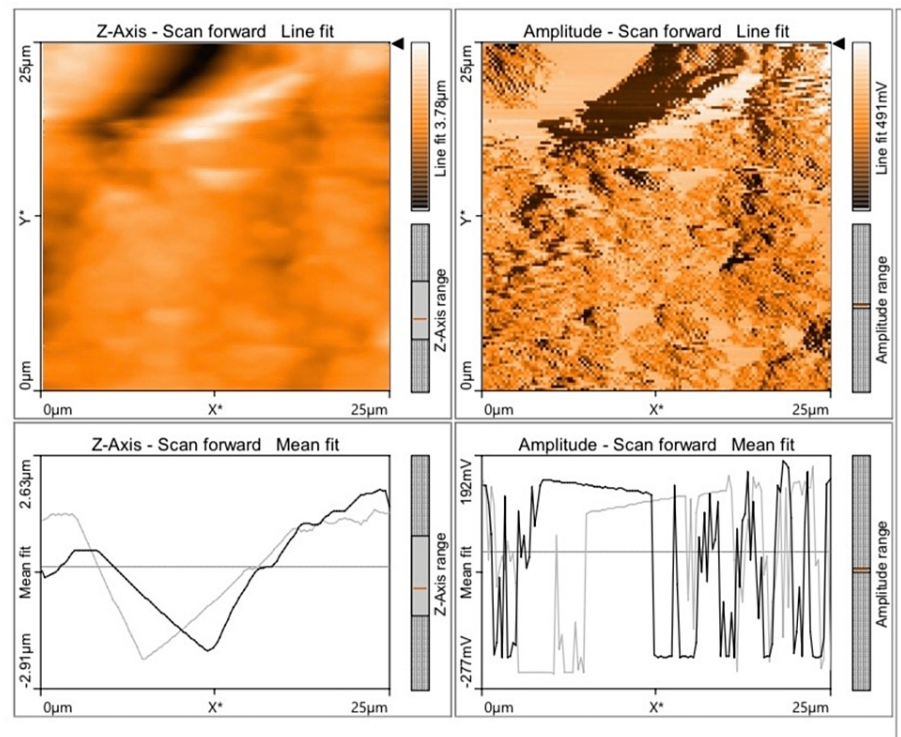 Z-Axis - Scan forward Line fit
25µm
Y*
0µm
0µm X* 25µm
Line fit 3.78µm
Z-Axis range
Amplitude - Scan forward Line fit
25µm
Y*
0µm
0µm X* 25µm
Line fit 491mV
Amplitude range
Z-Axis - Scan forward Mean fit
2.63µm
Mean fit
-2.91µm
0µm X* 25µm
Z-Axis range
Amplitude - Scan forward Mean fit
192mV
Mean fit
-277mV
0µm X* 25µm
Amplitude range